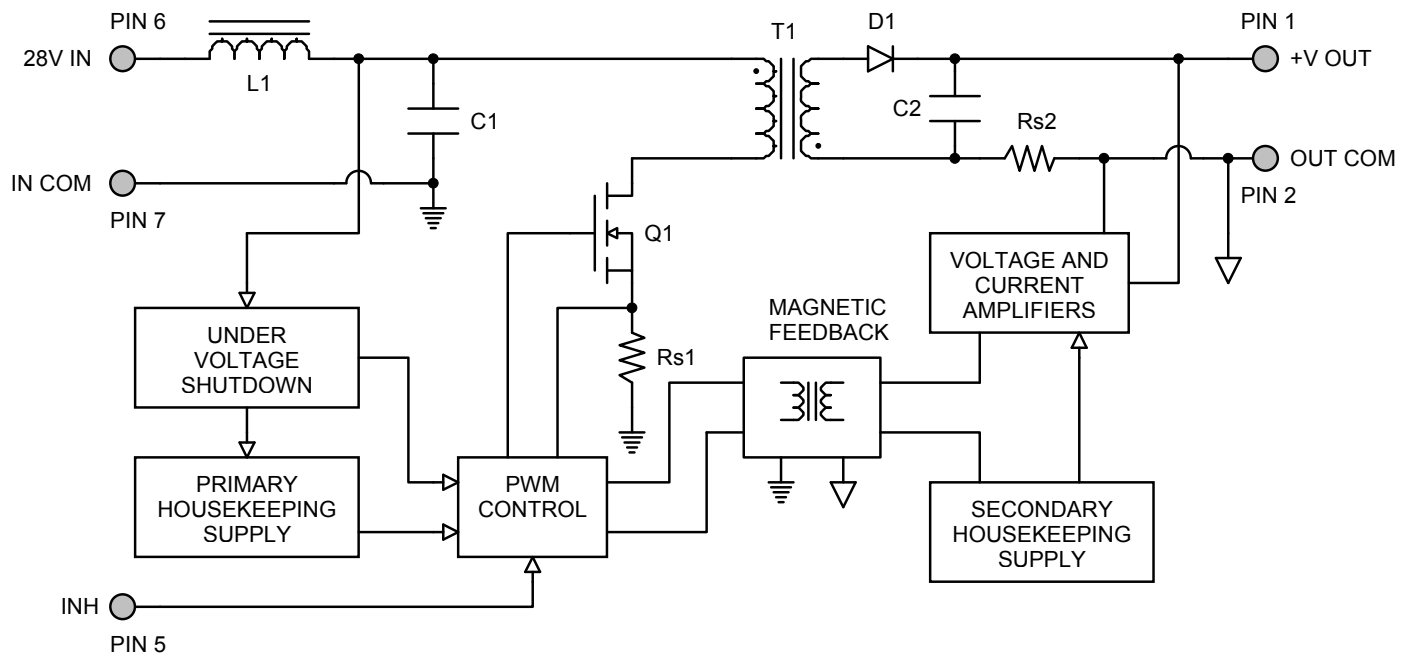 PIN 6
28V IN
L1
C1
IN COM
PIN 7
T1
D1
C2
Rs2
PIN 1
+V OUT
OUT COM
PIN 2
Q1
Rs1
UNDER
VOLTAGE
SHUTDOWN
PRIMARY
HOUSEKEEPING
SUPPLY
PWM
CONTROL
MAGNETIC
FEEDBACK
VOLTAGE AND
CURRENT
AMPLIFIERS
SECONDARY
HOUSEKEEPING
SUPPLY
INH
PIN 5